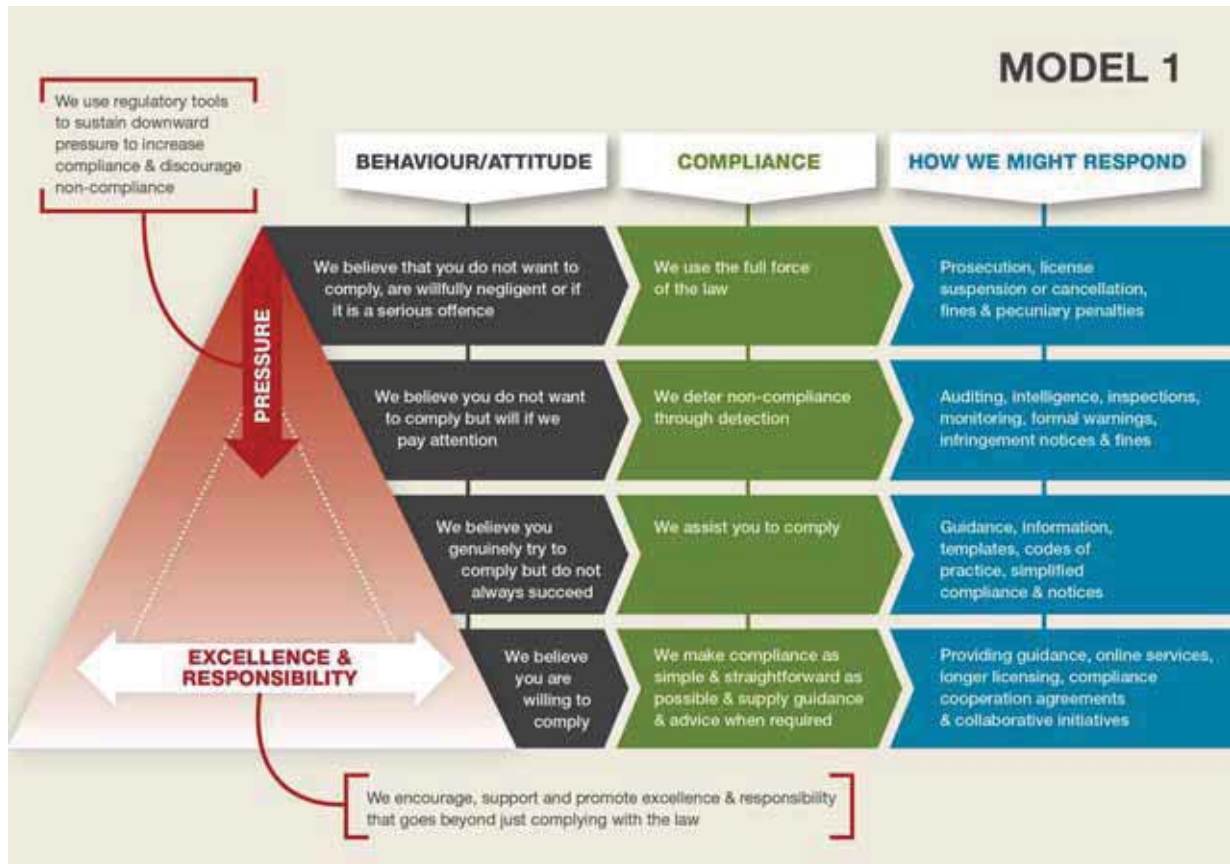 MODEL 1
We use regulatory tools
to sustain downward
pressure to increase
compliance & discourage
non-compliance
BEHAVIOUR/ATTITUDE
COMPLIANCE
HOW WE MIGHT RESPOND
PRESSURE
We believe that you do not want to
comply, are willfully negligent or if
it is a serious offence
We use the full force
of the law
Prosecution, license
suspension or cancellation,
fines & pecuniary penalties
We believe you do not want
to comply but will if we
pay attention
We deter non-compliance
through detection
Auditing, intelligence, inspections,
monitoring, formal warnings,
infringement notices & fines
We believe you
genuinely try to
comply but do not
always succeed
We assist you to comply
Guidance, information,
templates, codes of
practice, simplified
compliance & notices
EXCELLENCE &
RESPONSIBILITY
We believe
you are
willing to
comply
We make compliance as
simple & straightforward as
possible & supply guidance
& advice when required
Providing guidance, online services,
longer licensing, compliance
cooperation agreements
& collaborative initiatives
We encourage, support and promote excellence & responsibility
that goes beyond just complying with the law